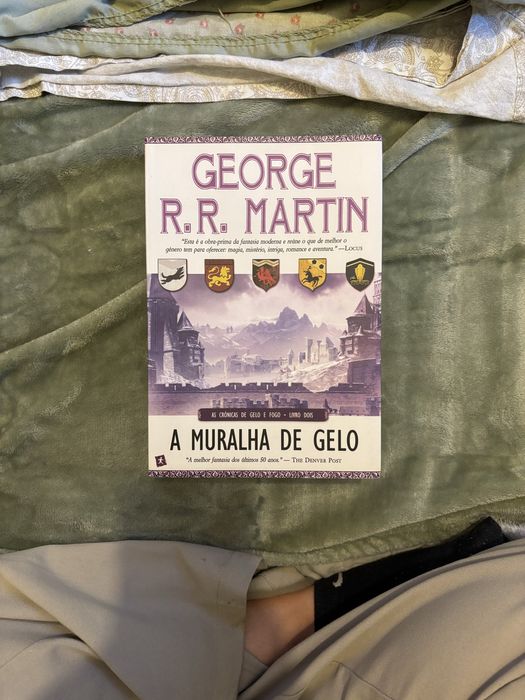 GEORGE
R.R. MARTIN
"Esta é a obra-prima da fantasia moderna e reúne o que de melhor o
género tem para oferecer: magia, mistério, intriga, romance e aventura." —LOCUS
AS CRÓNICAS DE GELO E FOGO • LIVRO DOIS
A MURALHA DE GELO
"A melhor fantasia dos últimos 50 anos." — THE DENVER POST